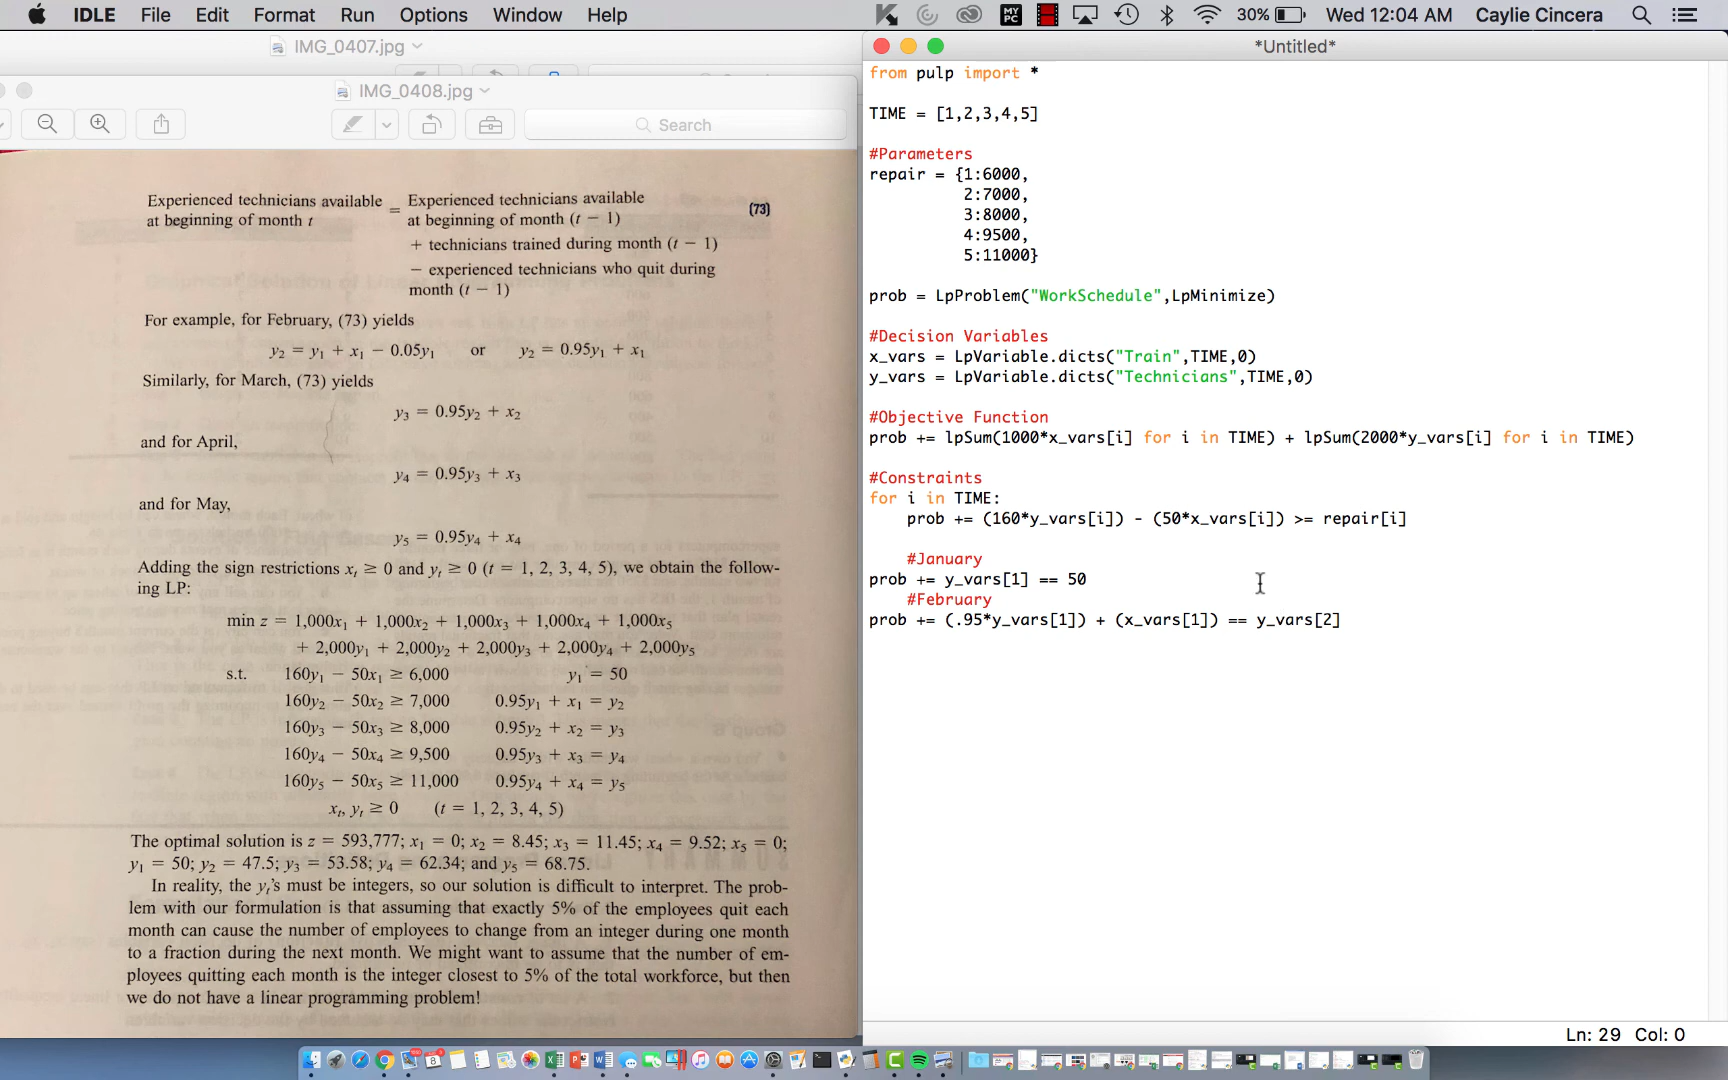 IDLE File Edit Format Run Options Window Help
30% Wed 12:04 AM Caylie Cincera
MY PC
IMG_0407.jpg
IMG_0408.jpg
Search
Experienced technicians available = Experienced technicians available (73)
at beginning of month t at beginning of month (t − 1)
+ technicians trained during month (t − 1)
− experienced technicians who quit during
month (t − 1)
For example, for February, (73) yields
y₂ = y₁ + x₁ − 0.05y₁ or y₂ = 0.95y₁ + x₁
Similarly, for March, (73) yields
y₃ = 0.95y₂ + x₂
and for April,
y₄ = 0.95y₃ + x₃
and for May,
y₅ = 0.95y₄ + x₄
Adding the sign restrictions xₜ ≥ 0 and yₜ ≥ 0 (t = 1, 2, 3, 4, 5), we obtain the follow-
ing LP:
min z = 1,000x₁ + 1,000x₂ + 1,000x₃ + 1,000x₄ + 1,000x₅
+ 2,000y₁ + 2,000y₂ + 2,000y₃ + 2,000y₄ + 2,000y₅
s.t. 160y₁ − 50x₁ ≥ 6,000 y₁ = 50
160y₂ − 50x₂ ≥ 7,000 0.95y₁ + x₁ = y₂
160y₃ − 50x₃ ≥ 8,000 0.95y₂ + x₂ = y₃
160y₄ − 50x₄ ≥ 9,500 0.95y₃ + x₃ = y₄
160y₅ − 50x₅ ≥ 11,000 0.95y₄ + x₄ = y₅
xₜ, yₜ ≥ 0 (t = 1, 2, 3, 4, 5)
The optimal solution is z = 593,777; x₁ = 0; x₂ = 8.45; x₃ = 11.45; x₄ = 9.52; x₅ = 0;
y₁ = 50; y₂ = 47.5; y₃ = 53.58; y₄ = 62.34; and y₅ = 68.75.
In reality, the yₜ's must be integers, so our solution is difficult to interpret. The prob-
lem with our formulation is that assuming that exactly 5% of the employees quit each
month can cause the number of employees to change from an integer during one month
to a fraction during the next month. We might want to assume that the number of em-
ployees quitting each month is the integer closest to 5% of the total workforce, but then
we do not have a linear programming problem!
*Untitled*
from pulp import *
TIME = [1,2,3,4,5]
#Parameters
repair = {1:6000,
2:7000,
3:8000,
4:9500,
5:11000}
prob = LpProblem("WorkSchedule",LpMinimize)
#Decision Variables
x_vars = LpVariable.dicts("Train",TIME,0)
y_vars = LpVariable.dicts("Technicians",TIME,0)
#Objective Function
prob += lpSum(1000*x_vars[i] for i in TIME) + lpSum(2000*y_vars[i] for i in TIME)
#Constraints
for i in TIME:
prob += (160*y_vars[i]) - (50*x_vars[i]) >= repair[i]
#January
prob += y_vars[1] == 50
#February
prob += (.95*y_vars[1]) + (x_vars[1]) == y_vars[2]
Ln: 29 Col: 0